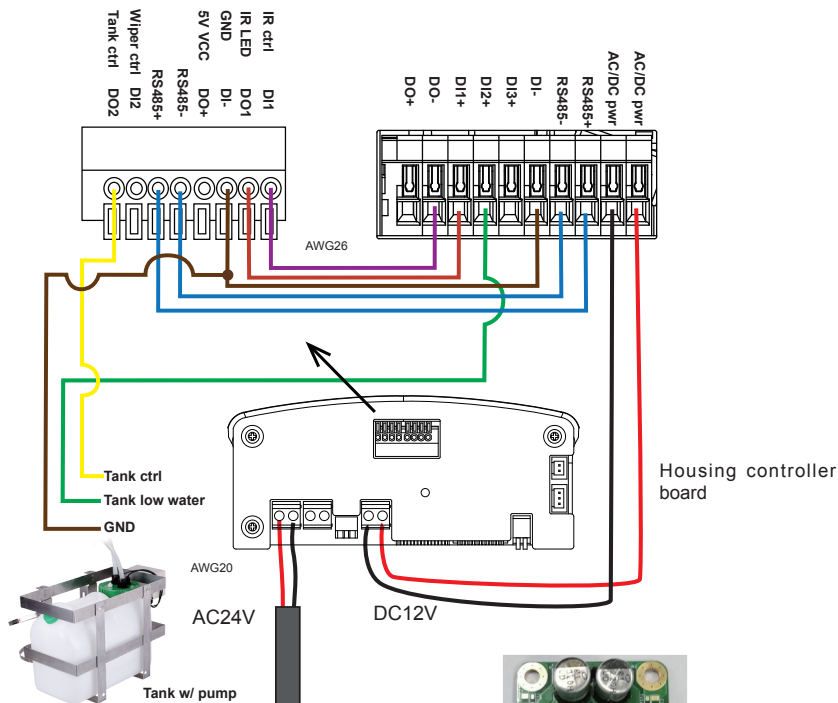 Tank ctrl DO2
Wiper ctrl DI2
RS485+
RS485-
5V VCC DO+
GND DI-
IR LED DO1
IR ctrl DI1
DO+
DO-
DI1+
DI2+
DI3+
DI-
RS485-
RS485+
AC/DC pwr
AC/DC pwr
AWG26
Tank ctrl
Tank low water
GND
Housing controller
board
AWG20
AC24V
DC12V
Tank w/ pump